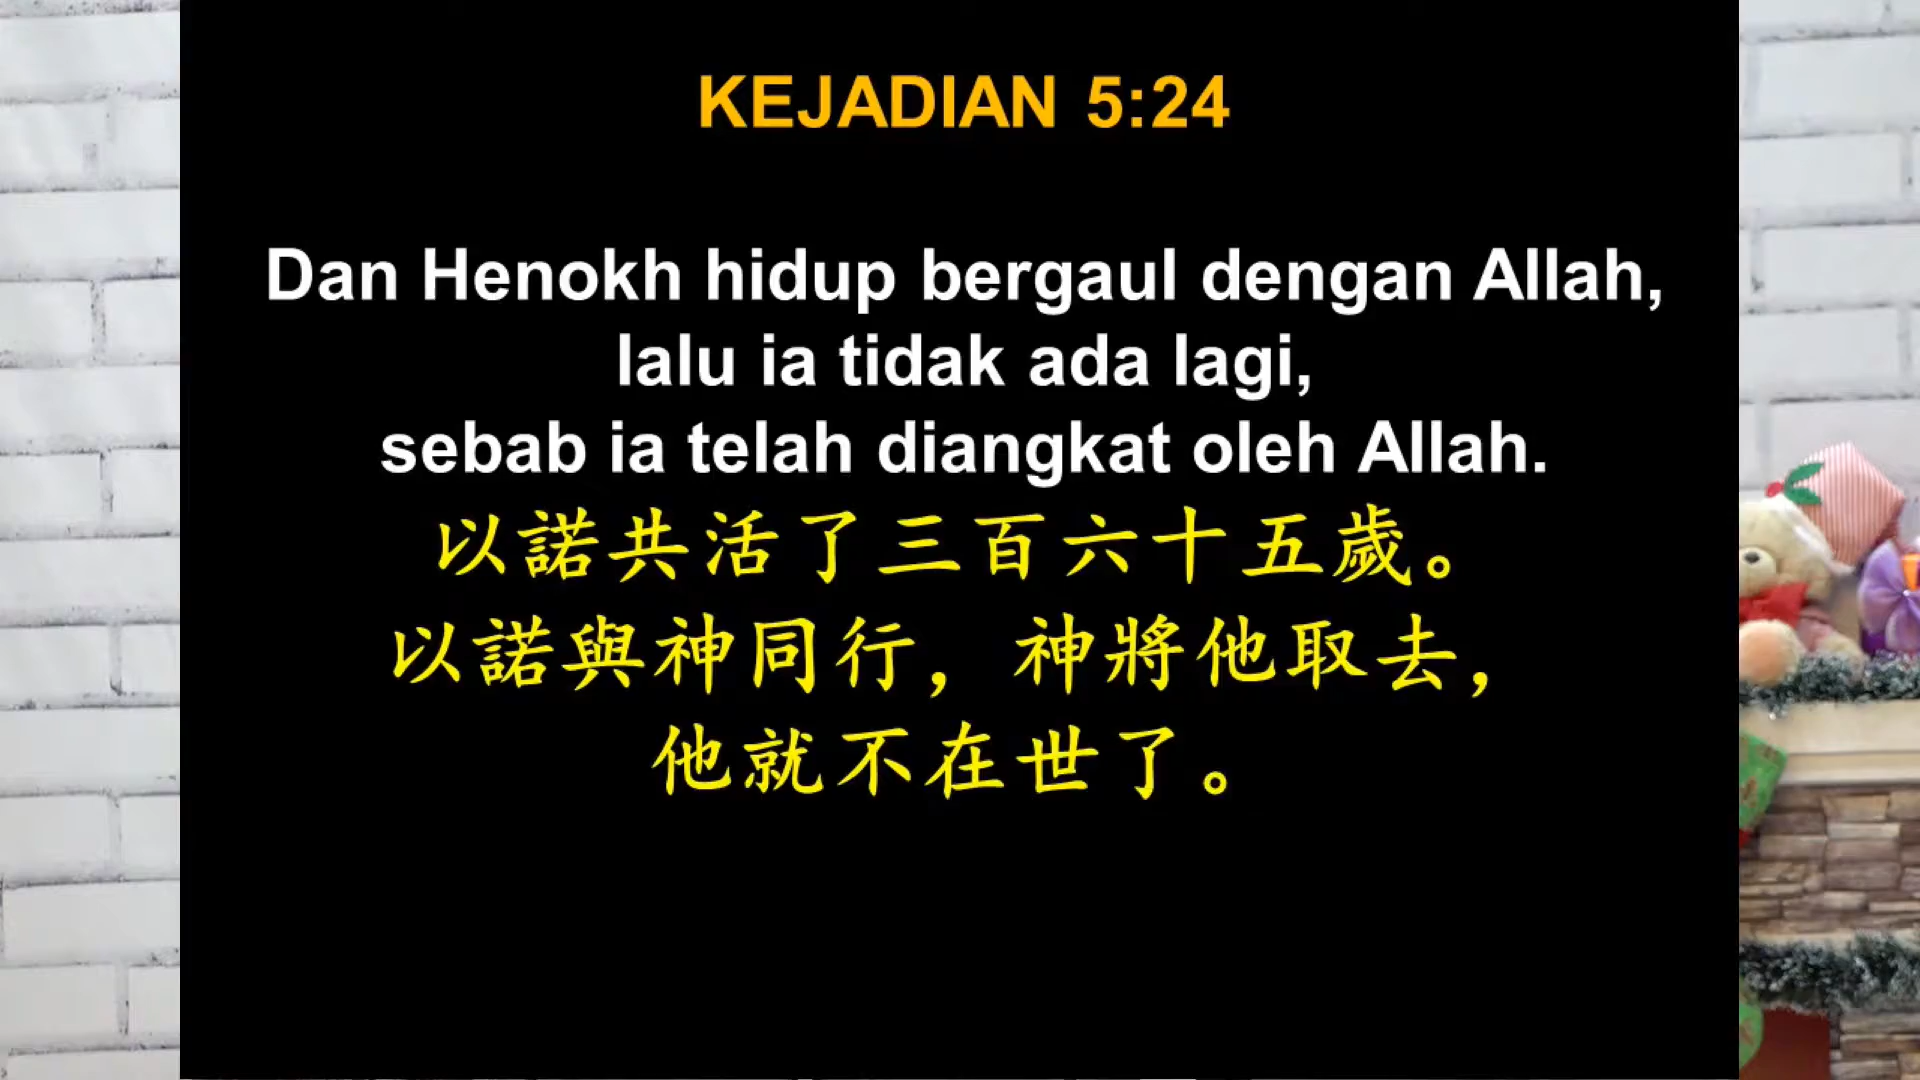 KEJADIAN 5:24
Dan Henokh hidup bergaul dengan Allah,
lalu ia tidak ada lagi,
sebab ia telah diangkat oleh Allah.
以諾共活了三百六十五歲。
以諾與神同行，神將他取去，
他就不在世了。